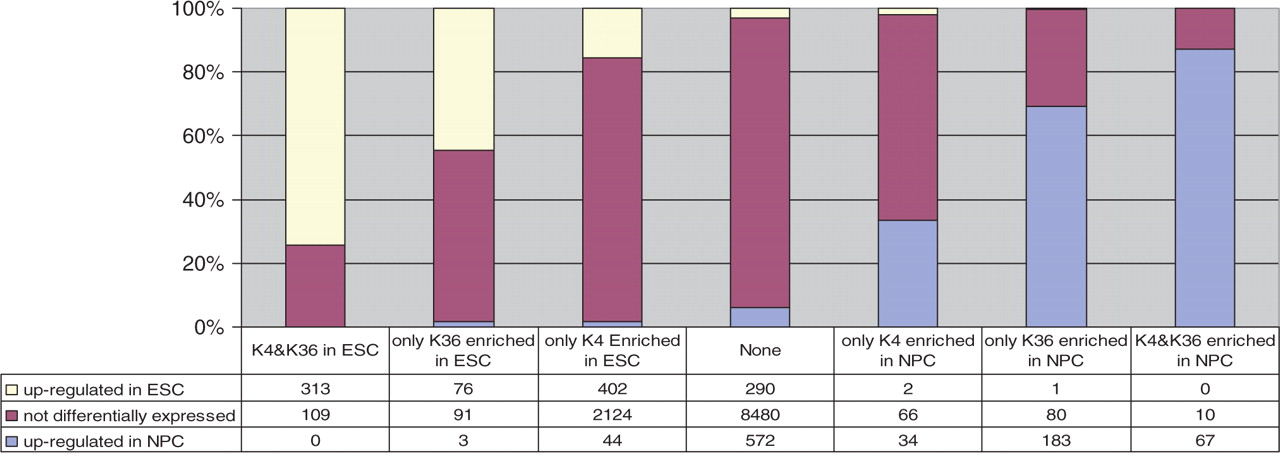 100%
80%
60%
40%
20%
0%
K4&K36 in ESC
only K36 enriched
in ESC
only K4 Enriched
in ESC
None
only K4 enriched
in NPC
only K36 enriched
in NPC
K4&K36 enriched
in NPC
up-regulated in ESC 313 76 402 290 2 1 0
not differentially expressed 109 91 2124 8480 66 80 10
up-regulated in NPC 0 3 44 572 34 183 67